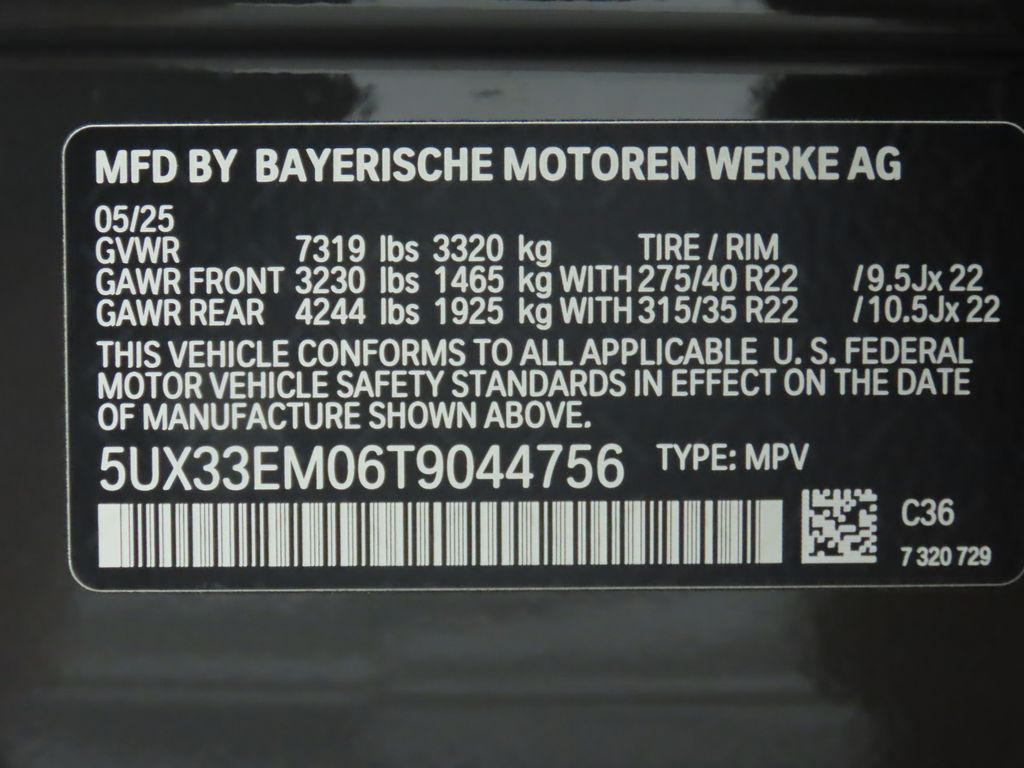 MFD BY BAYERISCHE MOTOREN WERKE AG
05/25
GVWR 7319 lbs 3320 kg TIRE / RIM
GAWR FRONT 3230 lbs 1465 kg WITH 275/40 R22 /9.5Jx 22
GAWR REAR 4244 lbs 1925 kg WITH 315/35 R22 /10.5Jx 22
THIS VEHICLE CONFORMS TO ALL APPLICABLE U. S. FEDERAL
MOTOR VEHICLE SAFETY STANDARDS IN EFFECT ON THE DATE
OF MANUFACTURE SHOWN ABOVE.
5UX33EM06T9044756 TYPE: MPV
C36
7 320 729